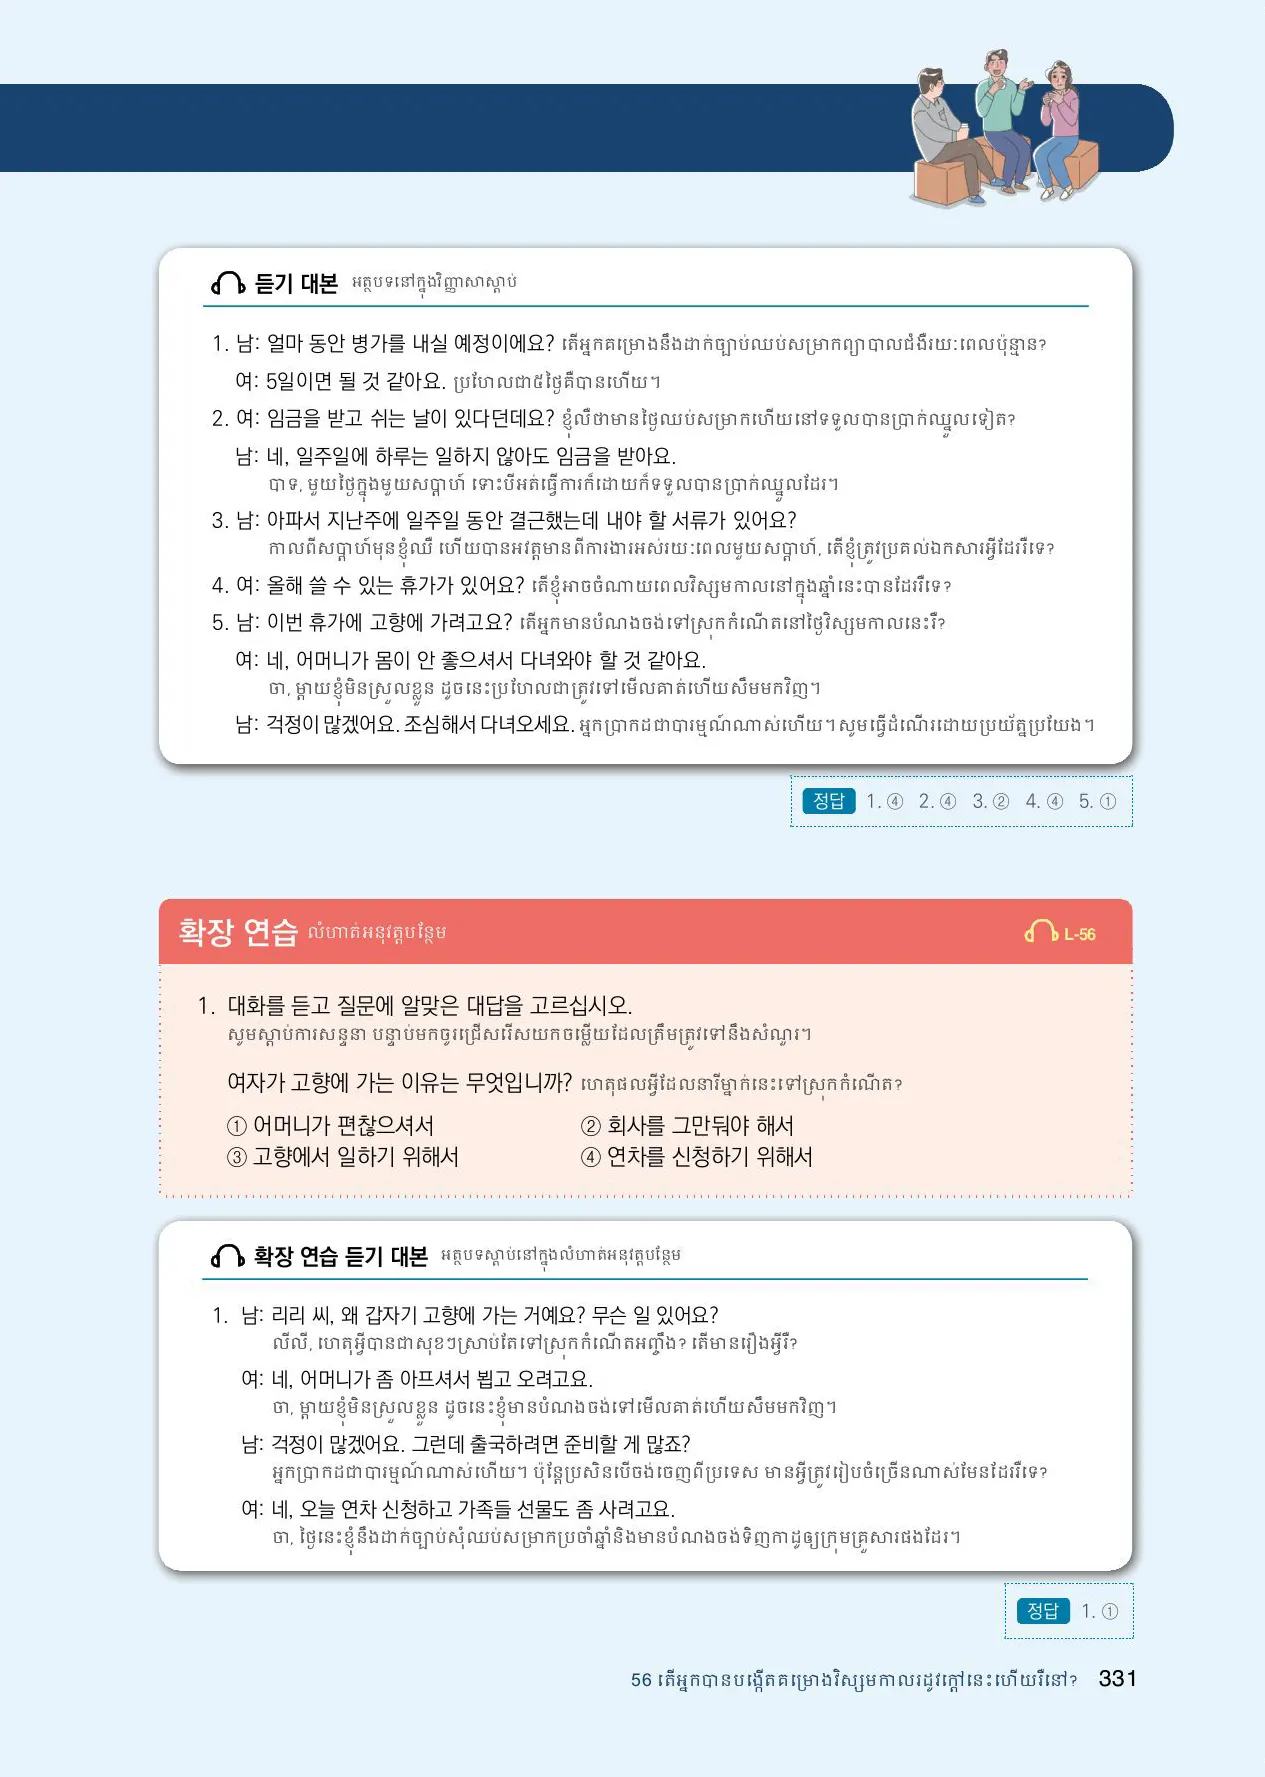 듣기 대본 អត្ថបទនៅក្នុងវិញ្ញាសាស្តាប់
1. 남: 얼마 동안 병가를 내실 예정이에요? តើអ្នកគម្រោងនឹងដាក់ច្បាប់ឈប់សម្រាកព្យាបាលជំងឺរយៈពេលប៉ុន្មាន?
여: 5일이면 될 것 같아요. ប្រហែលជា៥ថ្ងៃគឺបានហើយ។
2. 여: 임금을 받고 쉬는 날이 있다던데요? ខ្ញុំលឺថាមានថ្ងៃឈប់សម្រាកហើយនៅទទួលបានប្រាក់ឈ្នួលទៀត?
남: 네, 일주일에 하루는 일하지 않아도 임금을 받아요.
បាទ, មួយថ្ងៃក្នុងមួយសប្តាហ៍ ទោះបីអត់ធ្វើការក៏ដោយក៏ទទួលបានប្រាក់ឈ្នួលដែរ។
3. 남: 아파서 지난주에 일주일 동안 결근했는데 내야 할 서류가 있어요?
កាលពីសប្តាហ៍មុនខ្ញុំឈឺ ហើយបានអវត្តមានពីការងារអស់រយៈពេលមួយសប្តាហ៍, តើខ្ញុំត្រូវប្រគល់ឯកសារអ្វីដែររឺទេ?
4. 여: 올해 쓸 수 있는 휴가가 있어요? តើខ្ញុំអាចចំណាយពេលវិស្សមកាលនៅក្នុងឆ្នាំនេះបានដែររឺទេ?
5. 남: 이번 휴가에 고향에 가려고요? តើអ្នកមានបំណងចង់ទៅស្រុកកំណើតនៅថ្ងៃវិស្សមកាលនេះរឺ?
여: 네, 어머니가 몸이 안 좋으셔서 다녀와야 할 것 같아요.
ចា, ម្តាយខ្ញុំមិនស្រួលខ្លួន ដូចនេះប្រហែលជាត្រូវទៅមើលគាត់ហើយសឹមមកវិញ។
남: 걱정이 많겠어요. 조심해서 다녀오세요. អ្នកប្រាកដជាបារម្មណ៍ណាស់ហើយ។ សូមធ្វើដំណើរដោយប្រយ័ត្នប្រយែង។
정답 1. ④ 2. ④ 3. ② 4. ④ 5. ①
확장 연습 លំហាត់អនុវត្តបន្ថែម L-56
1. 대화를 듣고 질문에 알맞은 대답을 고르십시오.
សូមស្តាប់ការសន្ទនា បន្ទាប់មកចូរជ្រើសរើសយកចម្លើយដែលត្រឹមត្រូវទៅនឹងសំណួរ។
여자가 고향에 가는 이유는 무엇입니까? ហេតុផលអ្វីដែលនារីម្នាក់នេះទៅស្រុកកំណើត?
① 어머니가 편찮으셔서 ② 회사를 그만둬야 해서
③ 고향에서 일하기 위해서 ④ 연차를 신청하기 위해서
확장 연습 듣기 대본 អត្ថបទស្តាប់នៅក្នុងលំហាត់អនុវត្តបន្ថែម
1. 남: 리리 씨, 왜 갑자기 고향에 가는 거예요? 무슨 일 있어요?
លីលី, ហេតុអ្វីបានជាសុខៗស្រាប់តែទៅស្រុកកំណើតអញ្ចឹង? តើមានរឿងអ្វីរឺ?
여: 네, 어머니가 좀 아프셔서 뵙고 오려고요.
ចា, ម្តាយខ្ញុំមិនស្រួលខ្លួន ដូចនេះខ្ញុំមានបំណងចង់ទៅមើលគាត់ហើយសឹមមកវិញ។
남: 걱정이 많겠어요. 그런데 출국하려면 준비할 게 많죠?
អ្នកប្រាកដជាបារម្មណ៍ណាស់ហើយ។ ប៉ុន្តែប្រសិនបើចង់ចេញពីប្រទេស មានអ្វីត្រូវរៀបចំច្រើនណាស់មែនដែររឺទេ?
여: 네, 오늘 연차 신청하고 가족들 선물도 좀 사려고요.
ចា, ថ្ងៃនេះខ្ញុំនឹងដាក់ច្បាប់សុំឈប់សម្រាកប្រចាំឆ្នាំនិងមានបំណងចង់ទិញកាដូឲ្យក្រុមគ្រួសារផងដែរ។
정답 1. ①
56 តើអ្នកបានបង្កើតគម្រោងវិស្សមកាលរដូវក្តៅនេះហើយរឺនៅ? 331